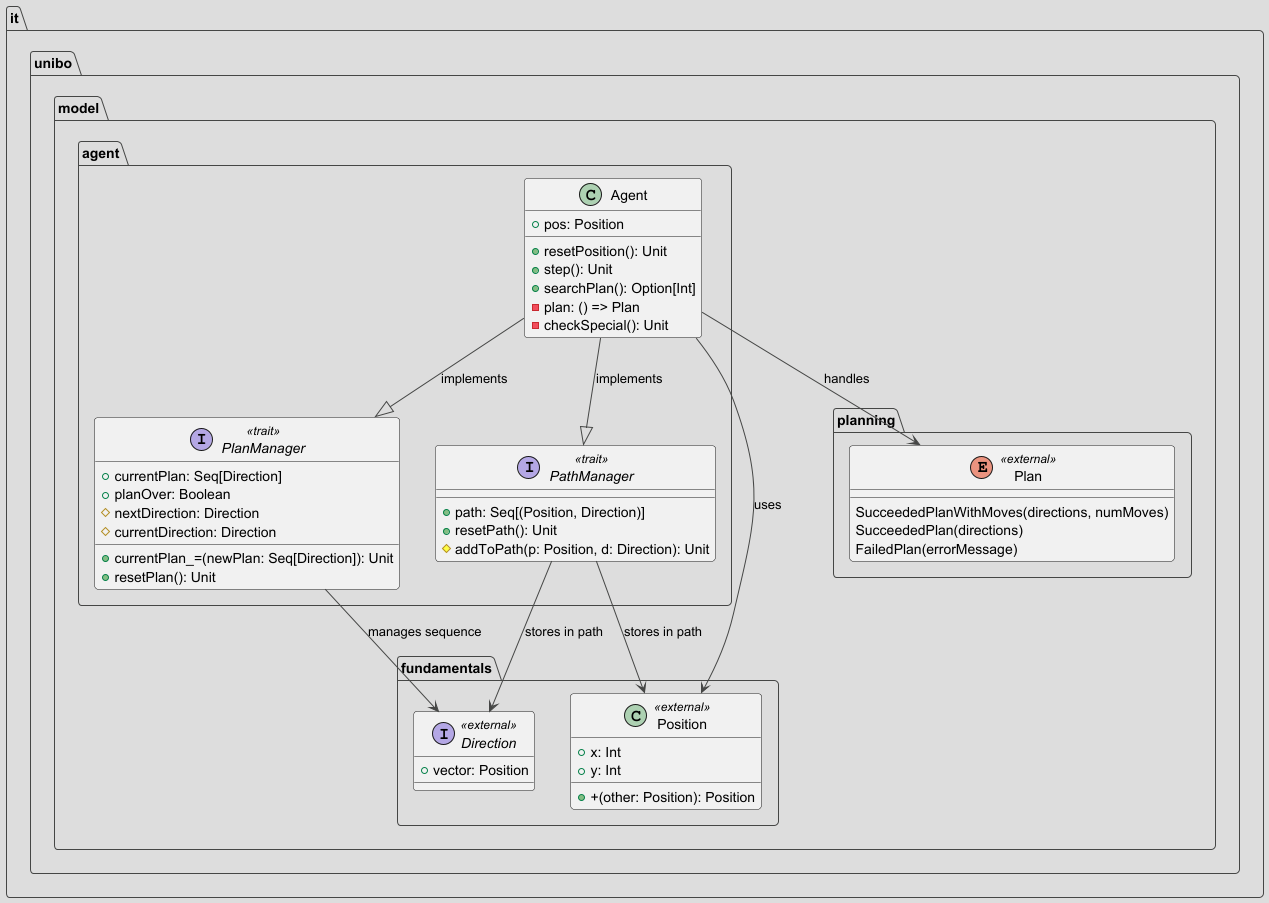 it
unibo
model
agent
C Agent
pos: Position
resetPosition(): Unit
step(): Unit
searchPlan(): Option[Int]
plan: () => Plan
checkSpecial(): Unit
implements
implements
handles
uses
I «trait»
PlanManager
currentPlan: Seq[Direction]
planOver: Boolean
nextDirection: Direction
currentDirection: Direction
currentPlan_=(newPlan: Seq[Direction]): Unit
resetPlan(): Unit
I «trait»
PathManager
path: Seq[(Position, Direction)]
resetPath(): Unit
addToPath(p: Position, d: Direction): Unit
planning
E «external»
Plan
SucceededPlanWithMoves(directions, numMoves)
SucceededPlan(directions)
FailedPlan(errorMessage)
manages sequence
stores in path
stores in path
fundamentals
I «external»
Direction
vector: Position
C «external»
Position
x: Int
y: Int
+(other: Position): Position